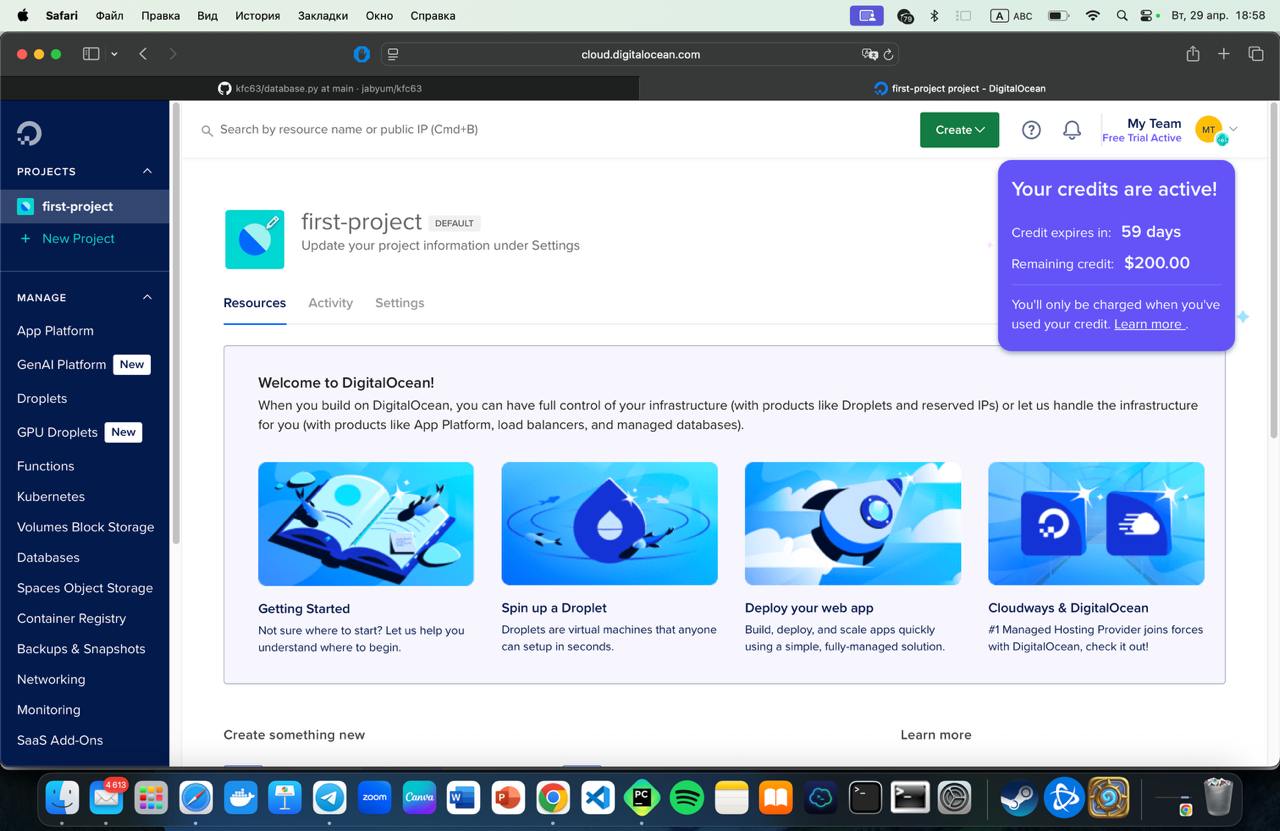 Safari Файл Правка Вид История Закладки Окно Справка
79
A ABC
Вт, 29 апр. 18:58
cloud.digitalocean.com
kfc63/database.py at main · jabyum/kfc63
first-project project - DigitalOcean
Search by resource name or public IP (Cmd+B)
Create
My Team
Free Trial Active
MT
PROJECTS
first-project
+ New Project
MANAGE
App Platform
GenAI Platform New
Droplets
GPU Droplets New
Functions
Kubernetes
Volumes Block Storage
Databases
Spaces Object Storage
Container Registry
Backups & Snapshots
Networking
Monitoring
SaaS Add-Ons
Your credits are active!
Credit expires in: 59 days
Remaining credit: $200.00
You'll only be charged when you've
used your credit. Learn more .
first-project DEFAULT
Update your project information under Settings
Resources Activity Settings
Welcome to DigitalOcean!
When you build on DigitalOcean, you can have full control of your infrastructure (with products like Droplets and reserved IPs) or let us handle the infrastructure
for you (with products like App Platform, load balancers, and managed databases).
Getting Started
Not sure where to start? Let us help you
understand where to begin.
Spin up a Droplet
Droplets are virtual machines that anyone
can setup in seconds.
Deploy your web app
Build, deploy, and scale apps quickly
using a simple, fully-managed solution.
Cloudways & DigitalOcean
#1 Managed Hosting Provider joins forces
with DigitalOcean, check it out!
Create something new
Learn more
4 613
zoom
Canva
W
P
PC